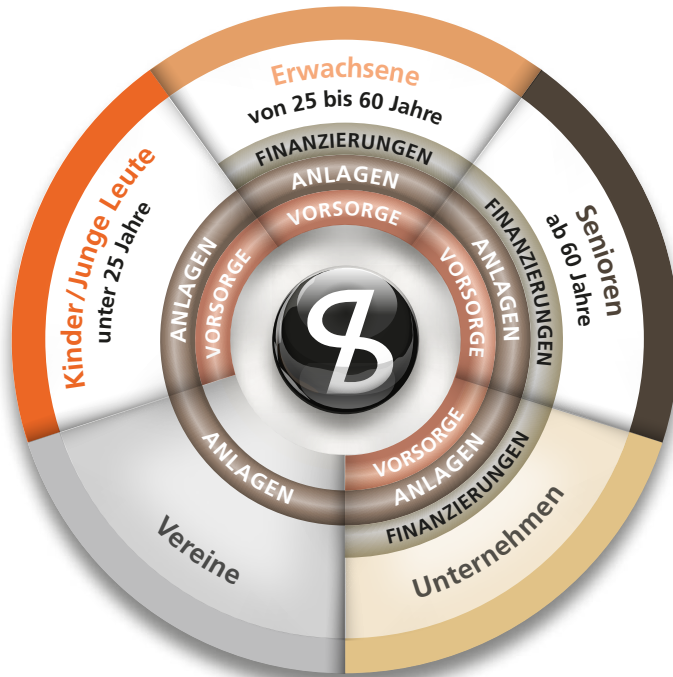 Erwachsene
von 25 bis 60 Jahre
FINANZIERUNGEN
ANLAGEN
VORSORGE
Senioren
ab 60 Jahre
FINANZIERUNGEN
ANLAGEN
VORSORGE
Unternehmen
FINANZIERUNGEN
ANLAGEN
VORSORGE
Vereine
ANLAGEN
Kinder/Junge Leute
unter 25 Jahre
ANLAGEN
VORSORGE